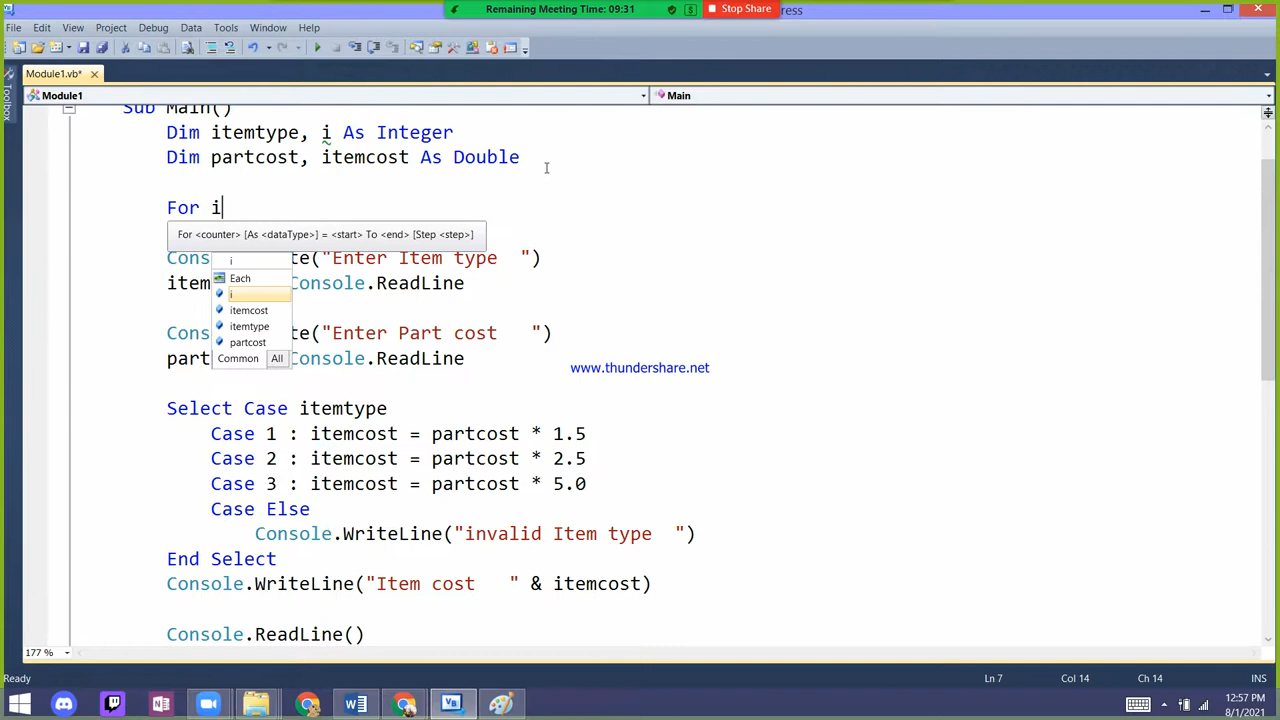 Remaining Meeting Time: 09:31
Stop Share
ress
File Edit View Project Debug Data Tools Window Help
Module1.vb*
Module1
Main
Toolbox
Sub Main()
Dim itemtype, i As Integer
Dim partcost, itemcost As Double
For i
For <counter> [As <dataType>] = <start> To <end> [Step <step>]
Cons te("Enter Item type ")
item Console.ReadLine
i
Each
i
itemcost
itemtype
partcost
Common All
Cons te("Enter Part cost ")
part Console.ReadLine
www.thundershare.net
Select Case itemtype
Case 1 : itemcost = partcost * 1.5
Case 2 : itemcost = partcost * 2.5
Case 3 : itemcost = partcost * 5.0
Case Else
Console.WriteLine("invalid Item type ")
End Select
Console.WriteLine("Item cost " & itemcost)
Console.ReadLine()
177 %
Ready
Ln 7
Col 14
Ch 14
INS
12:57 PM
8/1/2021